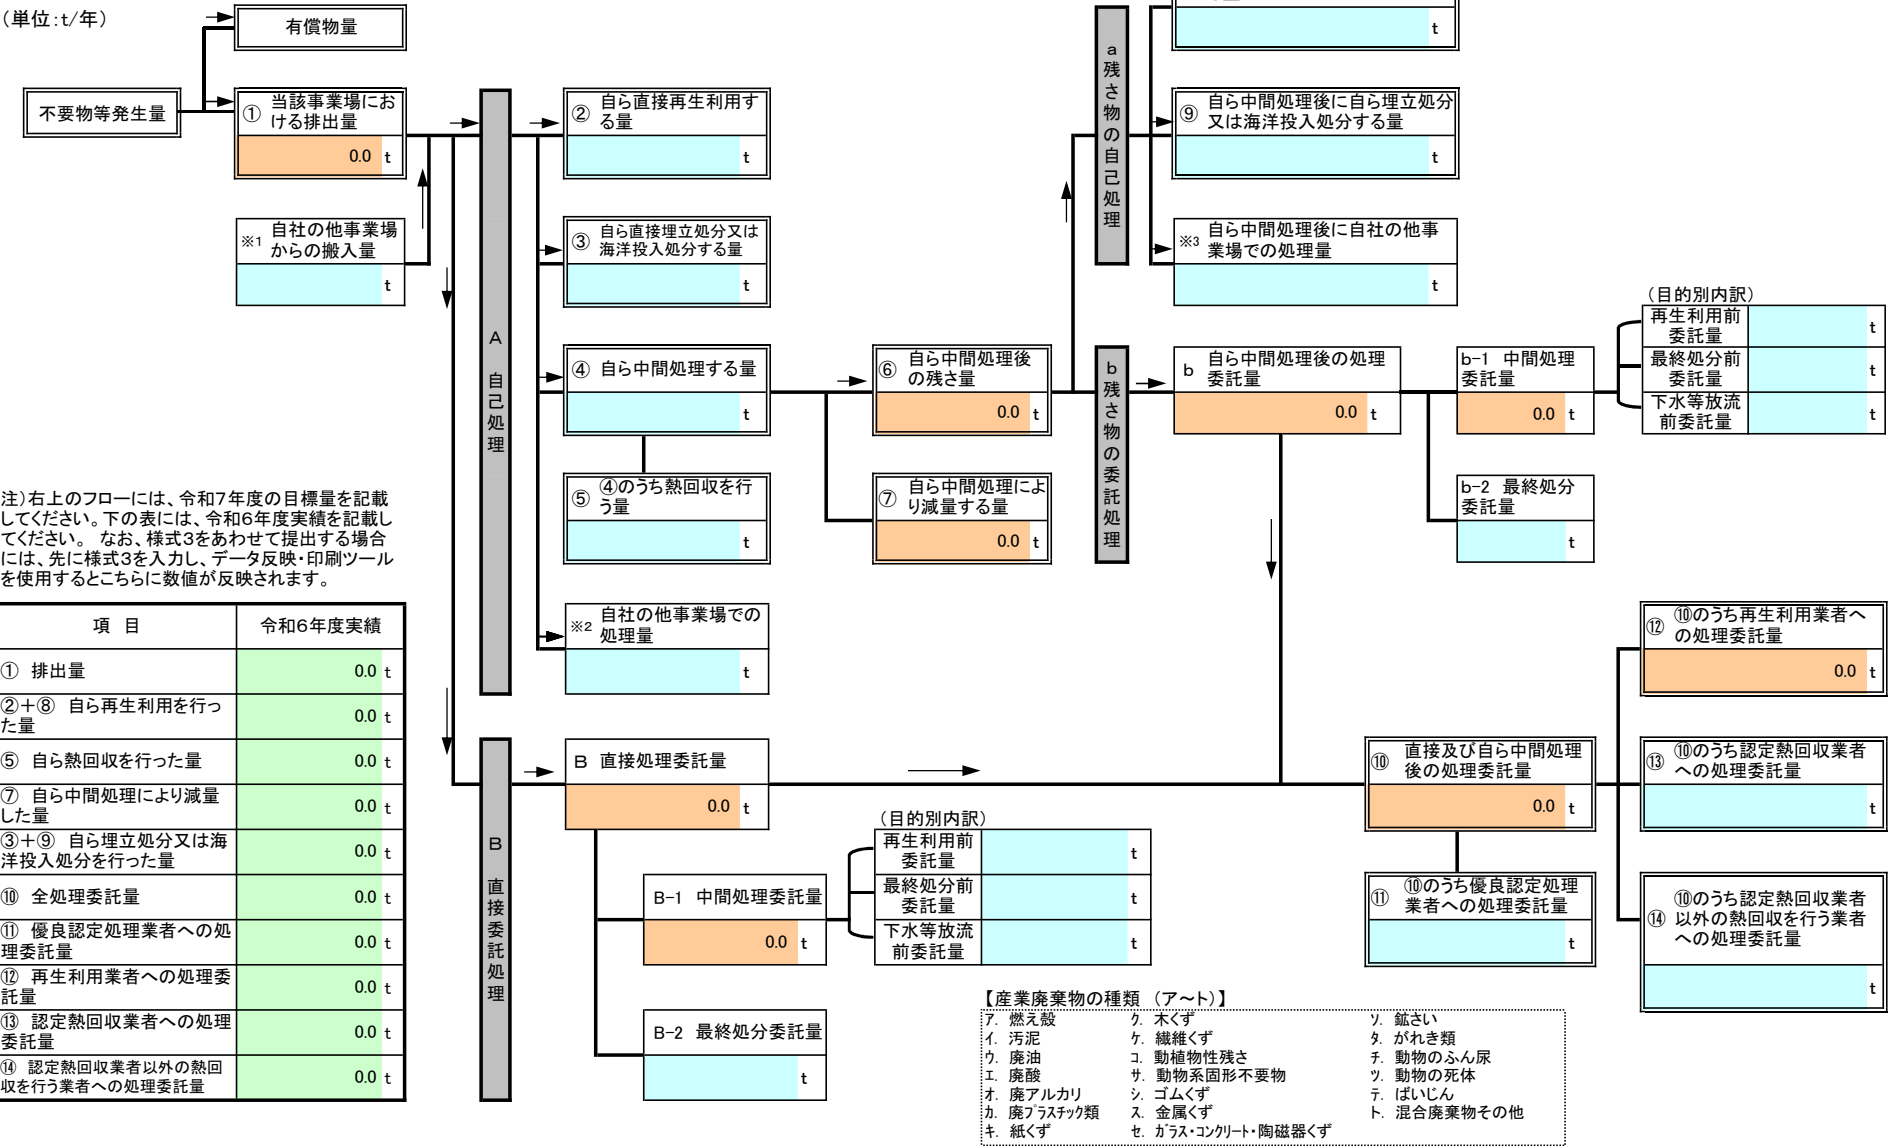 （単位：t/年）
有償物量
不要物等発生量
① 当該事業場にお
ける排出量
0.0 t
※1 自社の他事業場
からの搬入量
t
A 自己処理
② 自ら直接再生利用す
る量
t
③ 自ら直接埋立処分又は
海洋投入処分する量
t
④ 自ら中間処理する量
t
⑤ ④のうち熱回収を行
う量
t
※2 自社の他事業場での
処理量
t
⑥ 自ら中間処理後
の残さ量
0.0 t
⑦ 自ら中間処理によ
り減量する量
0.0 t
a 残さ物の自己処理
t
⑨ 自ら中間処理後に自ら埋立処分
又は海洋投入処分する量
t
※3 自ら中間処理後に自社の他事
業場での処理量
t
b 残さ物の委託処理
b 自ら中間処理後の処理
委託量
0.0 t
b-1 中間処理
委託量
0.0 t
（目的別内訳）
再生利用前
委託量
t
最終処分前
委託量
t
下水等放流
前委託量
t
b-2 最終処分
委託量
t
注）右上のフローには、令和7年度の目標量を記載
してください。下の表には、令和6年度実績を記載し
てください。 なお、様式3をあわせて提出する場合
には、先に様式3を入力し、データ反映・印刷ツール
を使用するとこちらに数値が反映されます。
項 目 令和6年度実績
① 排出量 0.0 t
②＋⑧ 自ら再生利用を行っ
た量 0.0 t
⑤ 自ら熱回収を行った量 0.0 t
⑦ 自ら中間処理により減量
した量 0.0 t
③＋⑨ 自ら埋立処分又は海
洋投入処分を行った量 0.0 t
⑩ 全処理委託量 0.0 t
⑪ 優良認定処理業者への処
理委託量 0.0 t
⑫ 再生利用業者への処理委
託量 0.0 t
⑬ 認定熱回収業者への処理
委託量 0.0 t
⑭ 認定熱回収業者以外の熱回
収を行う業者への処理委託量 0.0 t
B 直接委託処理
B 直接処理委託量
0.0 t
B-1 中間処理委託量
0.0 t
（目的別内訳）
再生利用前
委託量
t
最終処分前
委託量
t
下水等放流
前委託量
t
B-2 最終処分委託量
t
⑩ 直接及び自ら中間処理
後の処理委託量
0.0 t
⑪ ⑩のうち優良認定処理
業者への処理委託量
t
⑫ ⑩のうち再生利用業者へ
の処理委託量
0.0 t
⑬ ⑩のうち認定熱回収業者
への処理委託量
t
⑭ ⑩のうち認定熱回収業者
以外の熱回収を行う業者
への処理委託量
t
【産業廃棄物の種類 （ア～ト）】
ア. 燃え殻 ク. 木くず ソ. 鉱さい
イ. 汚泥 ケ. 繊維くず タ. がれき類
ウ. 廃油 コ. 動植物性残さ チ. 動物のふん尿
エ. 廃酸 サ. 動物系固形不要物 ツ. 動物の死体
オ. 廃アルカリ シ. ゴムくず テ. ばいじん
カ. 廃プラスチック類 ス. 金属くず ト. 混合廃棄物その他
キ. 紙くず セ. ガラス・コンクリート・陶磁器くず